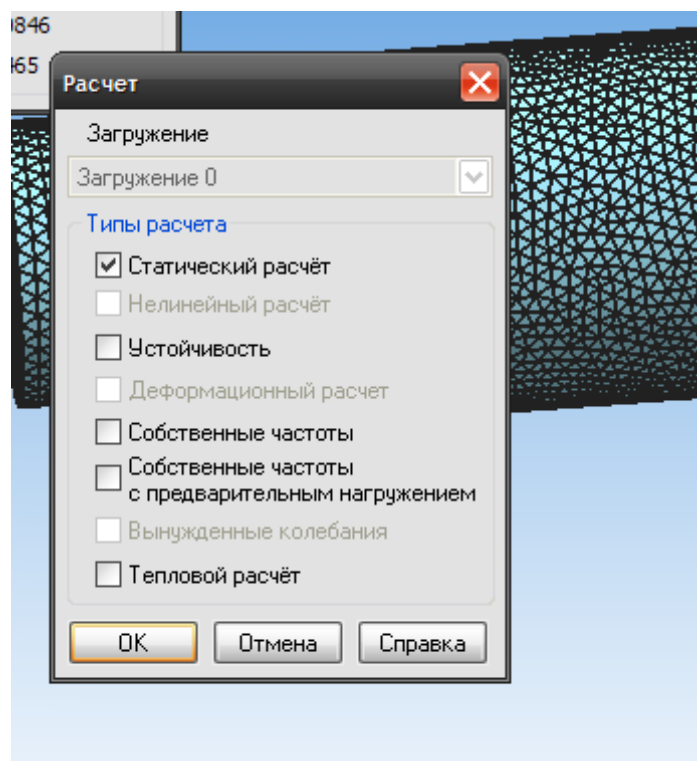 0846
465
Расчет
Загружение
Загружение 0
Типы расчета
Статический расчёт
Нелинейный расчёт
Устойчивость
Деформационный расчет
Собственные частоты
Собственные частоты
с предварительным нагружением
Вынужденные колебания
Тепловой расчёт
OK Отмена Справка